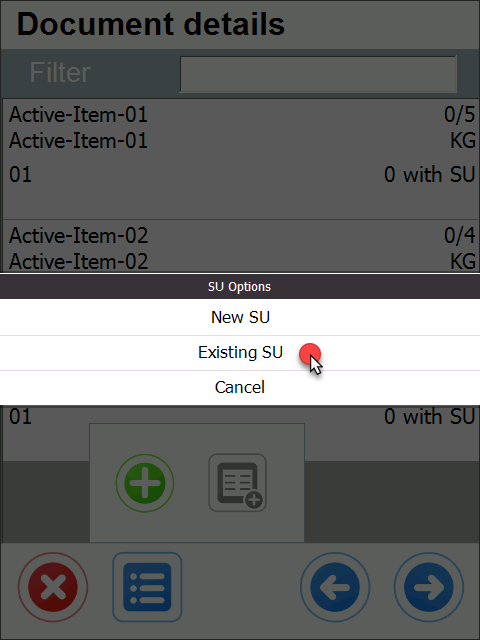 Document details
Filter
Active-Item-01 0/5
Active-Item-01 KG
01 0 with SU
Active-Item-02 0/4
Active-Item-02 KG
SU Options
New SU
Existing SU
Cancel
01 0 with SU